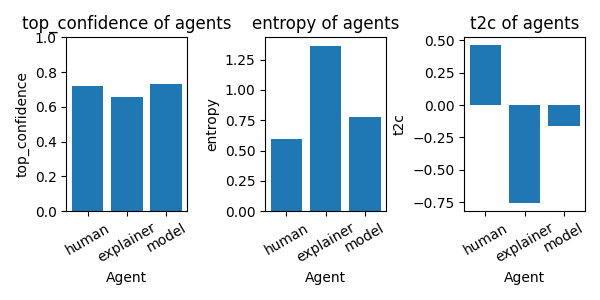 top_confidence of agents
top_confidence
1.0
0.8
0.6
0.4
0.2
0.0
human
explainer
model
Agent
entropy of agents
entropy
1.25
1.00
0.75
0.50
0.25
0.00
human
explainer
model
Agent
t2c of agents
t2c
0.50
0.25
0.00
−0.25
−0.50
−0.75
human
explainer
model
Agent